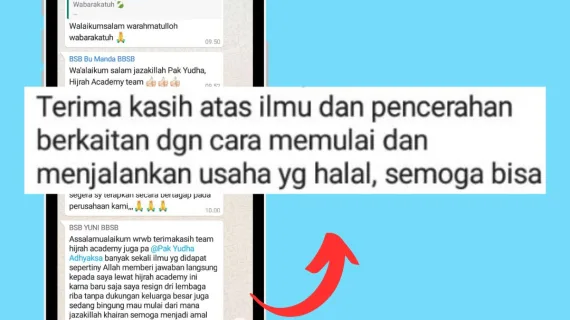 Wabarakatuh
Walaikumsalam warahmatulloh
wabarakatuh 🙏
09.50
BSB Bu Manda BBSB
Wa'alaikum salam jazakillah Pak Yudha,
Hijrah Academy team 👍🏻👍🏻👍🏻
Terima kasih atas ilmu dan pencerahan
berkaitan dgn cara memulai dan
menjalankan usaha yg halal, semoga bisa
segera sy terapkan secara bertagap pada
perusahaan kami,,, 🙏🙏🙏
10.00
BSB YUNI BBSB
Assalamualaikum wrwb terimakasih team
hijrah academy juga pa @Pak Yudha
Adhyaksa banyak sekali ilmu yg didapat
sepertiny Allah memberi jawaban langsung
kepada saya lewat hijrah academy ini
karna baru saja saya resign dri lembaga
riba tanpa dukungan keluarga besar juga
sedang bingung mau mulai dari mana
jazakillah khairan semoga menjadi amal